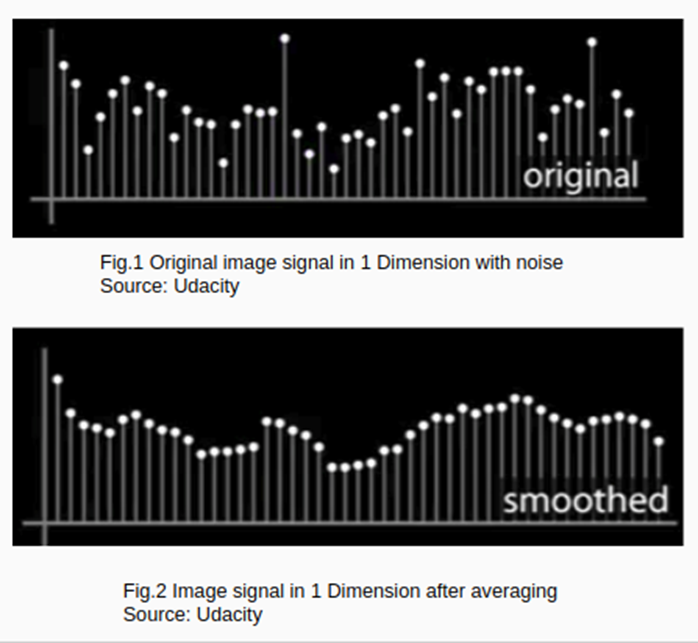 original
Fig.1 Original image signal in 1 Dimension with noise
Source: Udacity
smoothed
Fig.2 Image signal in 1 Dimension after averaging
Source: Udacity